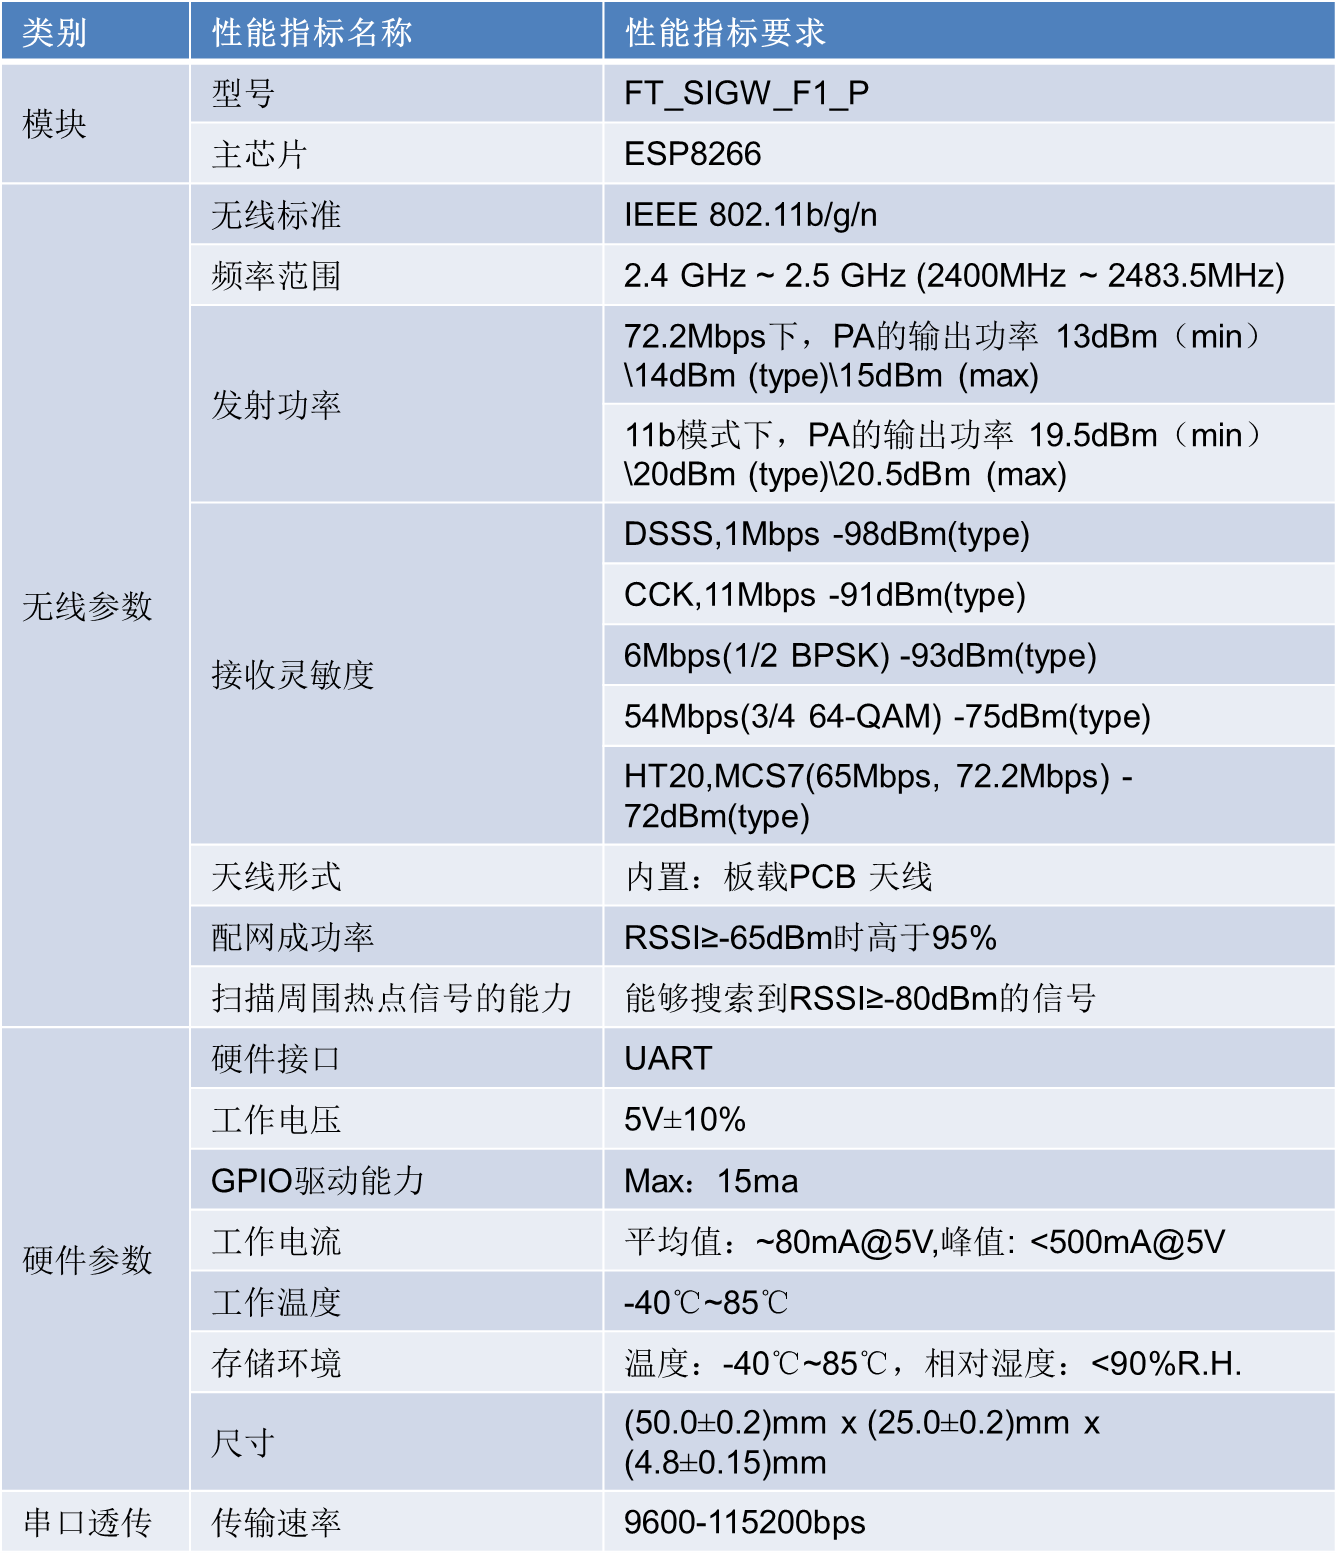 类别 性能指标名称 性能指标要求
模块 型号 FT_SIGW_F1_P
主芯片 ESP8266
无线参数 无线标准 IEEE 802.11b/g/n
频率范围 2.4 GHz ~ 2.5 GHz (2400MHz ~ 2483.5MHz)
发射功率 72.2Mbps下，PA的输出功率 13dBm（min）
\14dBm (type)\15dBm (max)
11b模式下，PA的输出功率 19.5dBm（min）
\20dBm (type)\20.5dBm (max)
接收灵敏度 DSSS,1Mbps -98dBm(type)
CCK,11Mbps -91dBm(type)
6Mbps(1/2 BPSK) -93dBm(type)
54Mbps(3/4 64-QAM) -75dBm(type)
HT20,MCS7(65Mbps, 72.2Mbps) -
72dBm(type)
天线形式 内置：板载PCB 天线
配网成功率 RSSI≥-65dBm时高于95%
扫描周围热点信号的能力 能够搜索到RSSI≥-80dBm的信号
硬件参数 硬件接口 UART
工作电压 5V±10%
GPIO驱动能力 Max：15ma
工作电流 平均值：~80mA@5V,峰值: <500mA@5V
工作温度 -40℃~85℃
存储环境 温度：-40℃~85℃，相对湿度：<90%R.H.
尺寸 (50.0±0.2)mm x (25.0±0.2)mm x
(4.8±0.15)mm
串口透传 传输速率 9600-115200bps